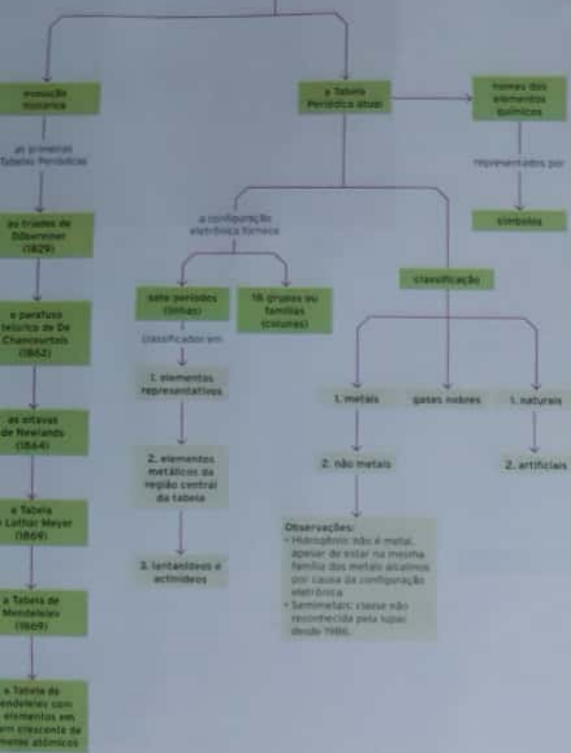 evolução
histórica
as primeiras
Tabelas Periódicas
as tríades de
Döbereiner
(1829)
o parafuso
telúrico de De
Chancourtois
(1862)
as oitavas
de Newlands
(1864)
a Tabela
Lothar Meyer
(1869)
a Tabela de
Mendeleiev
(1869)
a Tabela de
elementos em
crescente de
atômicos
a Tabela
Periódica atual
nomes dos
elementos
químicos
representados por
símbolos
a configuração
eletrônica fornece
sete períodos
(linhas)
18 grupos ou
famílias
(colunas)
classificados em
1. elementos
representativos
2. elementos
metálicos da
região central
da tabela
3. lantanídeos e
actinídeos
classificação
1. metais
2. não metais
gases nobres
1. naturais
2. artificiais
Observações:
• Hidrogênio: não é metal,
apesar de estar na mesma
família dos metais alcalinos
por causa da configuração
eletrônica.
• Semimetais: classe não
reconhecida pela Iupac
desde 1986.